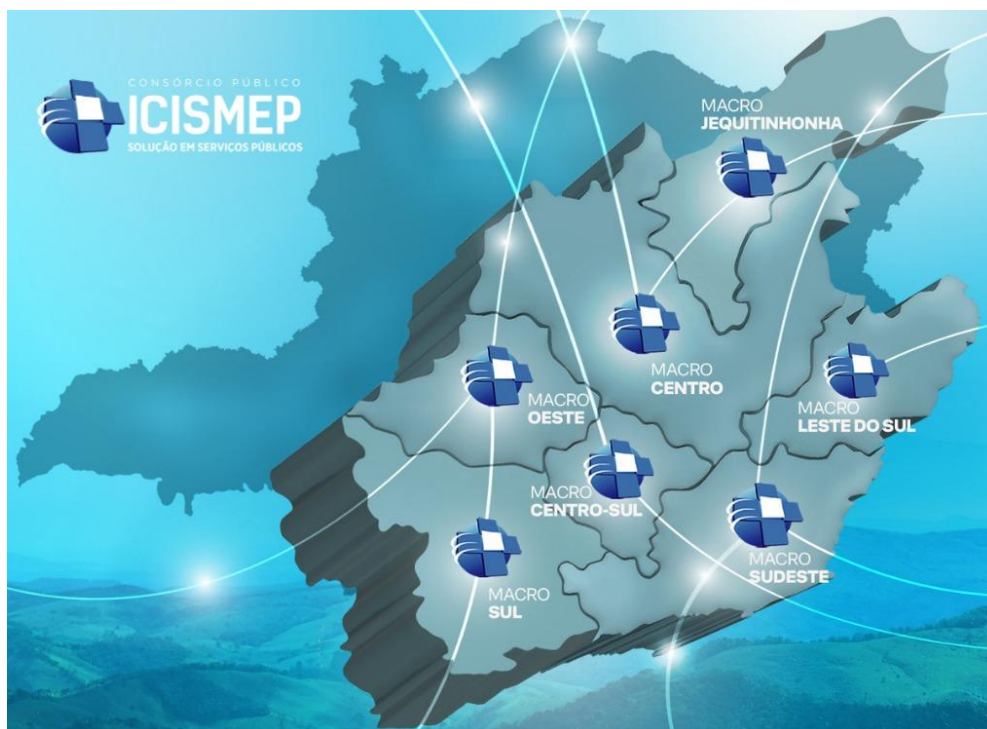 CONSÓRCIO PÚBLICO
ICISMEP
SOLUÇÃO EM SERVIÇOS PÚBLICOS
MACRO
JEQUITINHONHA
MACRO
CENTRO
MACRO
OESTE
MACRO
LESTE DO SUL
MACRO
CENTRO-SUL
MACRO
SUDESTE
MACRO
SUL